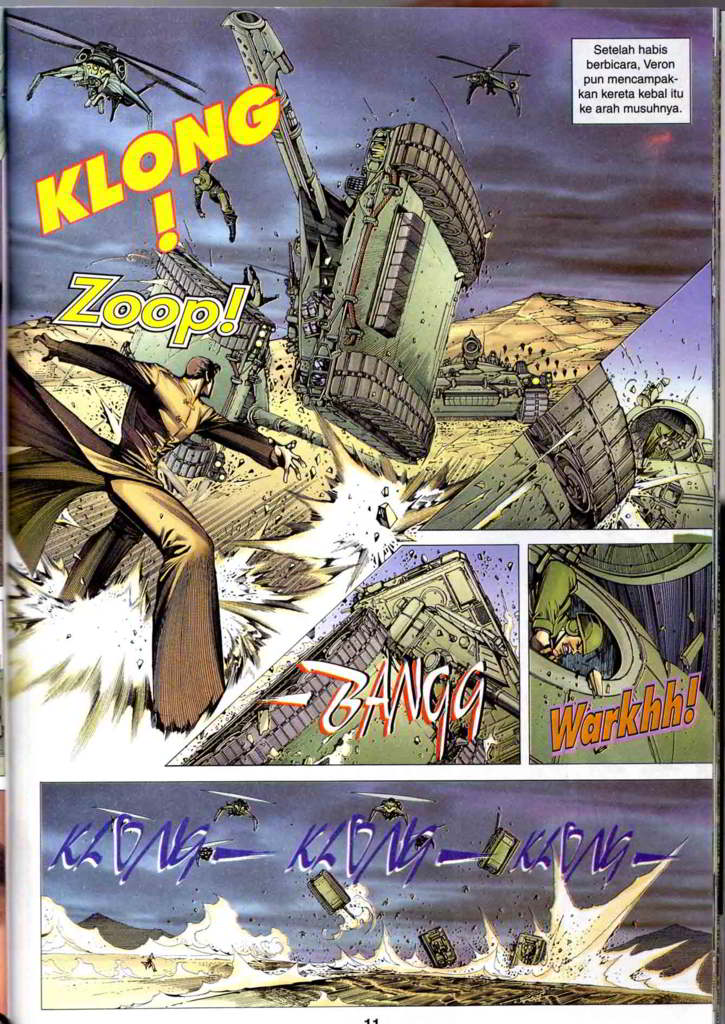 Setelah habis
berbicara, Veron
pun mencampak-
kan kereta kebal itu
ke arah musuhnya.
KLONG
!
Zoop!
BANGG
Warkhh!
KLONG KLONG KLONG
11